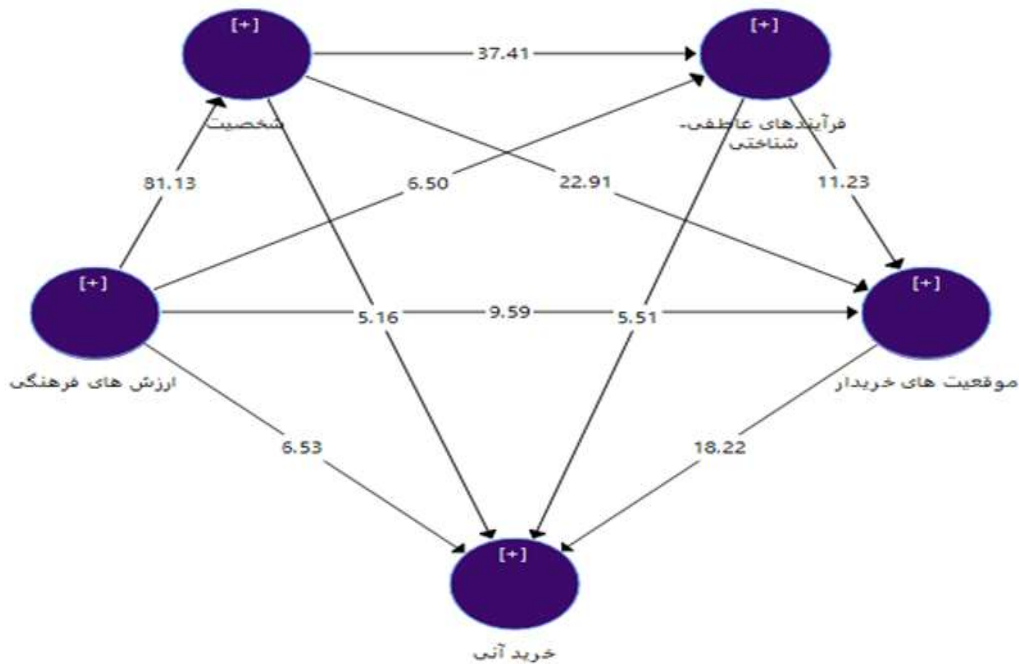 [+]
[+]
37.41
شخصیت
فرآیندهای عاطفی-
شناختی
81.13
6.50
22.91
11.23
[+]
[+]
5.16
9.59
5.51
ارزش های فرهنگی
موقعیت های خریدار
6.53
18.22
[+]
خرید آنی